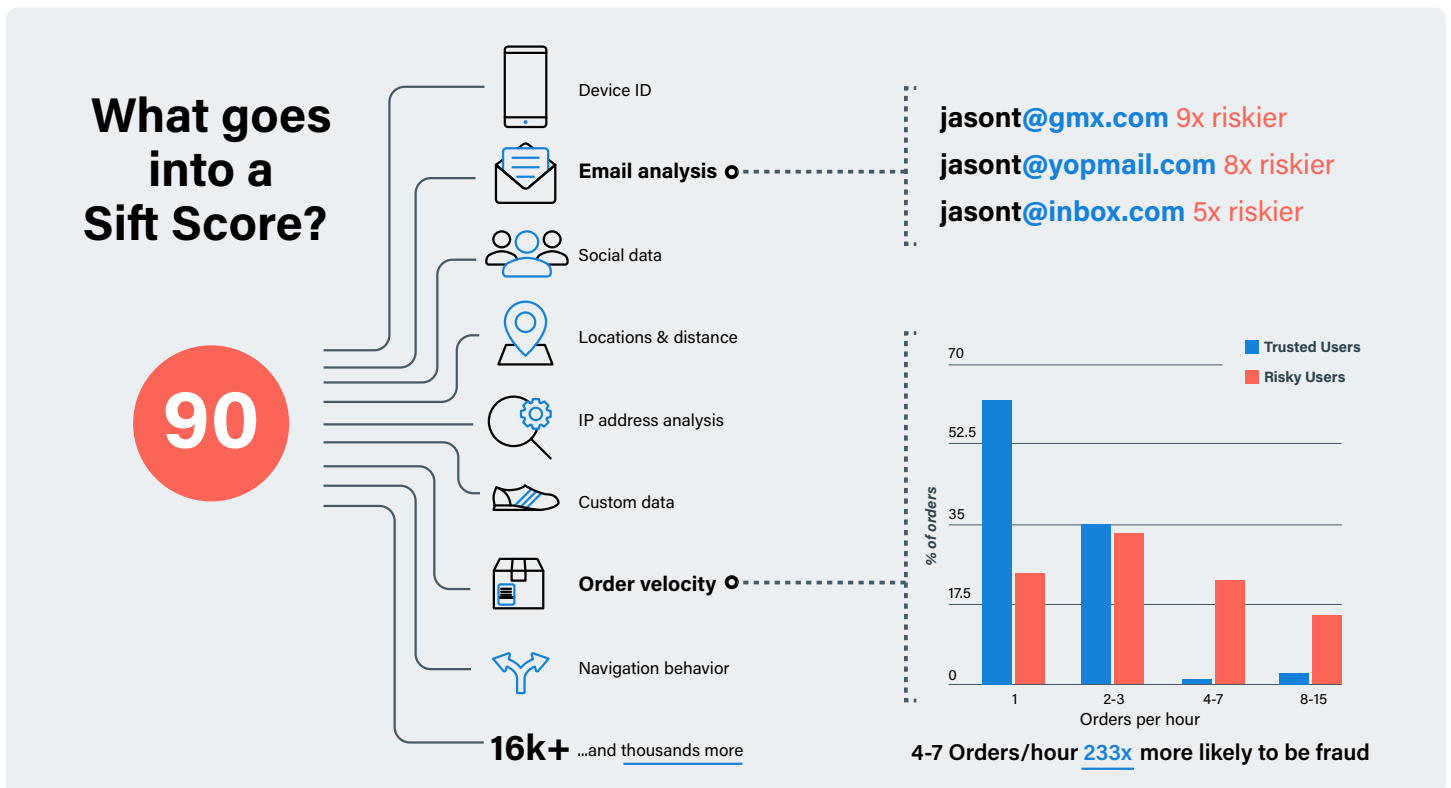 What goes
into a
Sift Score?
90
Device ID
Email analysis
Social data
Locations & distance
IP address analysis
Custom data
Order velocity
Navigation behavior
16k+ ...and thousands more
jasont@gmx.com 9x riskier
jasont@yopmail.com 8x riskier
jasont@inbox.com 5x riskier
Trusted Users
Risky Users
% of orders
70
52.5
35
17.5
0
1 2-3 4-7 8-15
Orders per hour
4-7 Orders/hour 233x more likely to be fraud